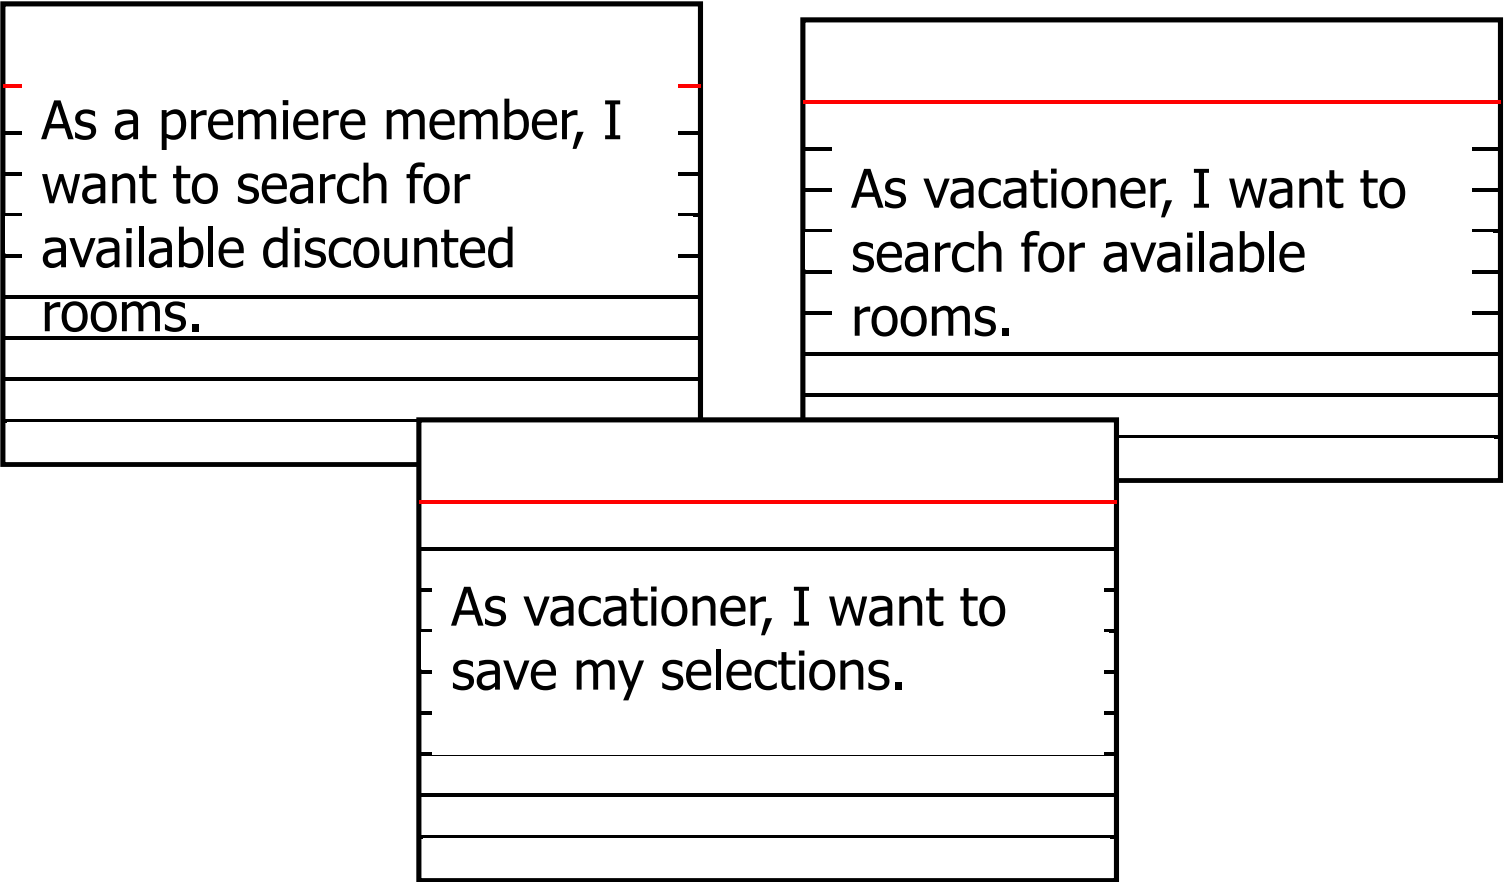 As a premiere member, I
want to search for
available discounted
rooms.
As vacationer, I want to
search for available
rooms.
As vacationer, I want to
save my selections.